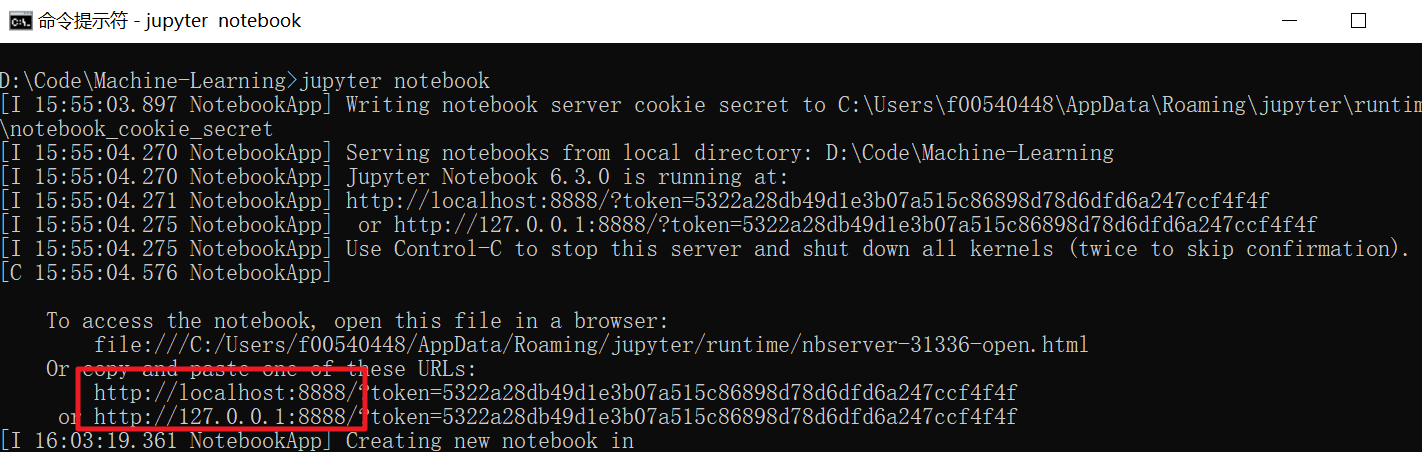 命令提示符 - jupyter notebook
D:\Code\Machine-Learning>jupyter notebook
[I 15:55:03.897 NotebookApp] Writing notebook server cookie secret to C:\Users\f00540448\AppData\Roaming\jupyter\runtim
\notebook_cookie_secret
[I 15:55:04.270 NotebookApp] Serving notebooks from local directory: D:\Code\Machine-Learning
[I 15:55:04.270 NotebookApp] Jupyter Notebook 6.3.0 is running at:
[I 15:55:04.271 NotebookApp] http://localhost:8888/?token=5322a28db49d1e3b07a515c86898d78d6dfd6a247ccf4f4f
[I 15:55:04.275 NotebookApp]  or http://127.0.0.1:8888/?token=5322a28db49d1e3b07a515c86898d78d6dfd6a247ccf4f4f
[I 15:55:04.275 NotebookApp] Use Control-C to stop this server and shut down all kernels (twice to skip confirmation).
[C 15:55:04.576 NotebookApp]
To access the notebook, open this file in a browser:
file:///C:/Users/f00540448/AppData/Roaming/jupyter/runtime/nbserver-31336-open.html
Or copy and paste one of these URLs:
http://localhost:8888/?token=5322a28db49d1e3b07a515c86898d78d6dfd6a247ccf4f4f
or http://127.0.0.1:8888/?token=5322a28db49d1e3b07a515c86898d78d6dfd6a247ccf4f4f
[I 16:03:19.361 NotebookApp] Creating new notebook in